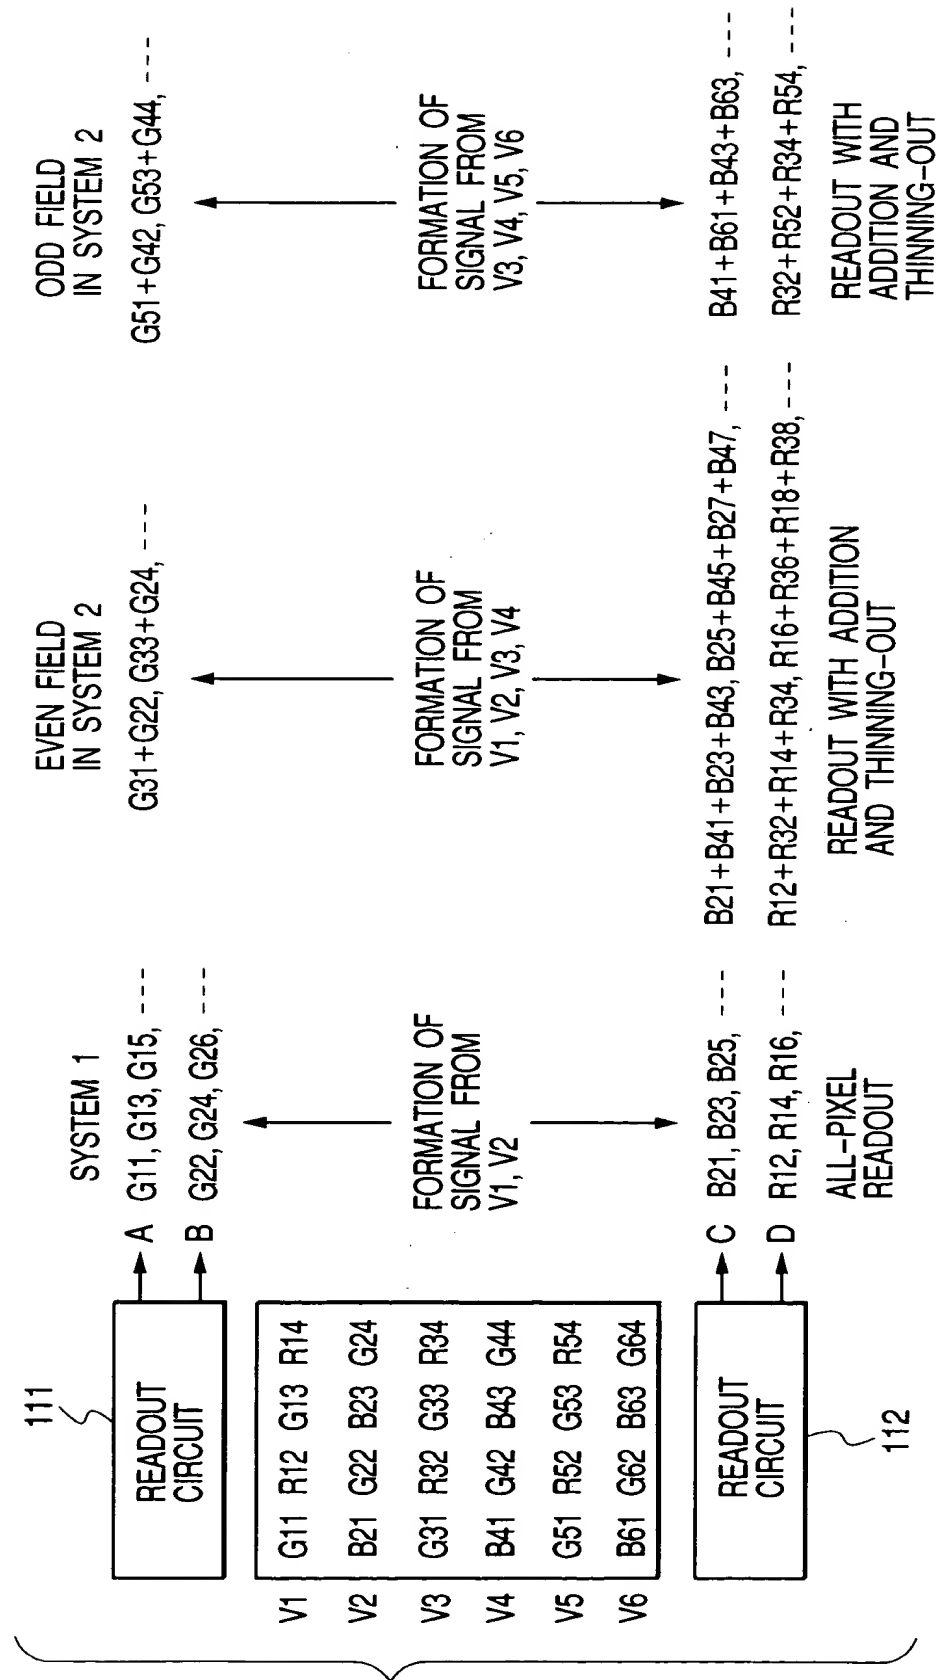 111
READOUT
CIRCUIT
A
B
V1 G11 R12 G13 R14
V2 B21 G22 B23 G24
V3 G31 R32 G33 R34
V4 B41 G42 B43 G44
V5 G51 R52 G53 R54
V6 B61 G62 B63 G64
READOUT
CIRCUIT
112
C
D
SYSTEM 1
G11, G13, G15, ----
G22, G24, G26, ----
FORMATION OF
SIGNAL FROM
V1, V2
B21, B23, B25, ----
R12, R14, R16, ----
ALL-PIXEL
READOUT
EVEN FIELD
IN SYSTEM 2
G31+G22, G33+G24, ----
FORMATION OF
SIGNAL FROM
V1, V2, V3, V4
B21+B41+B23+B43, B25+B45+B27+B47, ----
R12+R32+R14+R34, R16+R36+R18+R38, ----
READOUT WITH ADDITION
AND THINNING-OUT
ODD FIELD
IN SYSTEM 2
G51+G42, G53+G44, ----
FORMATION OF
SIGNAL FROM
V3, V4, V5, V6
B41+B61+B43+B63, ----
R32+R52+R34+R54, ----
READOUT WITH
ADDITION AND
THINNING-OUT